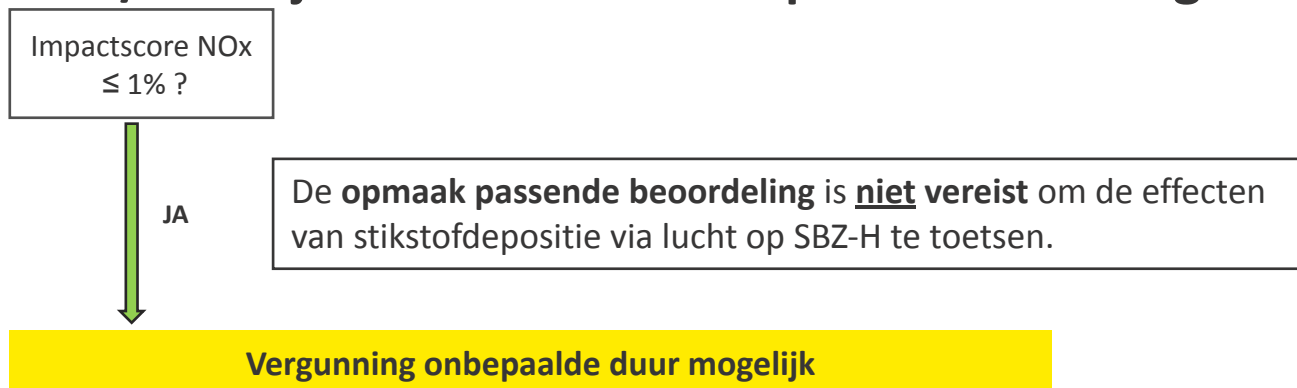 Impactscore NOx
≤ 1% ?
JA
De opmaak passende beoordeling is niet vereist om de effecten
van stikstofdepositie via lucht op SBZ-H te toetsen.
Vergunning onbepaalde duur mogelijk